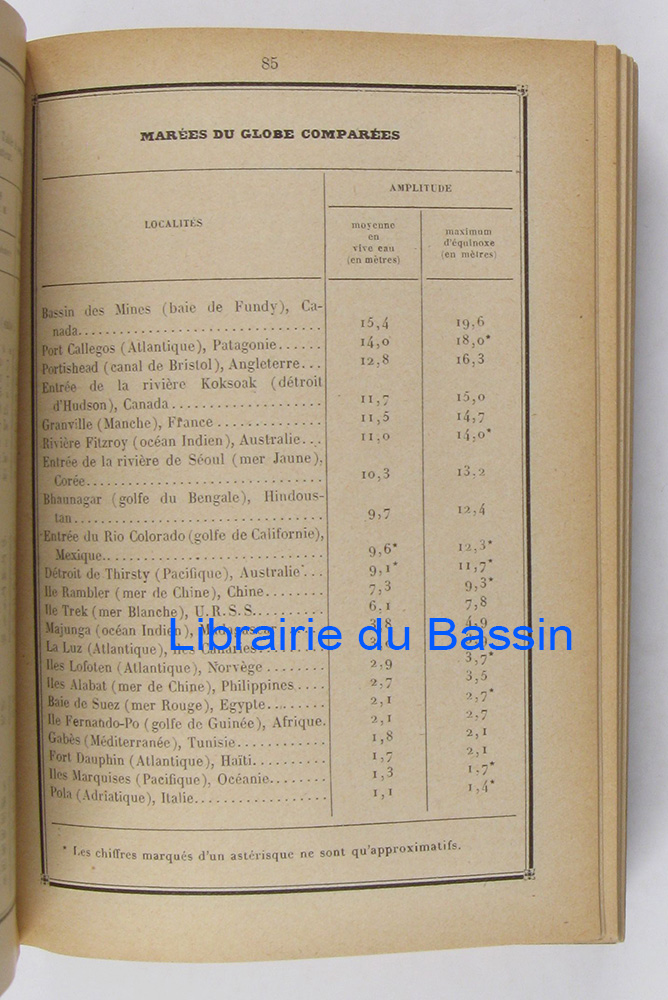 85
MARÉES DU GLOBE COMPARÉES
LOCALITÉS
AMPLITUDE
moyenne
en
vive eau
(en mètres)
maximum
d'équinoxe
(en mètres)
Bassin des Mines (baie de Fundy), Ca-
nada 15,4 19,6
Port Callegos (Atlantique), Patagonie 14,0 18,0*
Portishead (canal de Bristol), Angleterre 12,8 16,3
Entrée de la rivière Koksoak (détroit
d'Hudson), Canada 11,7 15,0
Granville (Manche), France 11,5 14,7
Rivière Fitzroy (océan Indien), Australie 11,0 14,0*
Entrée de la rivière de Séoul (mer Jaune),
Corée 10,3 13,2
Bhaunagar (golfe du Bengale), Hindous-
tan 9,7 12,4
Entrée du Rio Colorado (golfe de Californie),
Mexique 9,6* 12,3*
Détroit de Thirsty (Pacifique), Australie 9,1* 11,7*
Ile Rambler (mer de Chine), Chine 7,3 9,3*
Ile Trek (mer Blanche), U.R.S.S. 6,1 7,8
Majunga (océan Indien), Madagascar 3,8 4,9
Librairie du Bassin
La Luz (Atlantique), Iles Canaries
Iles Lofoten (Atlantique), Norvège 2,9 3,7*
Iles Alabat (mer de Chine), Philippines 2,7 3,5
Baie de Suez (mer Rouge), Egypte 2,1 2,7*
Ile Fernando-Po (golfe de Guinée), Afrique. 2,1 2,7
Gabès (Méditerranée), Tunisie 1,8 2,1
Fort Dauphin (Atlantique), Haïti 1,7 2,1
Iles Marquises (Pacifique), Océanie 1,3 1,7*
Pola (Adriatique), Italie 1,1 1,4*
* Les chiffres marqués d'un astérisque ne sont qu'approximatifs.